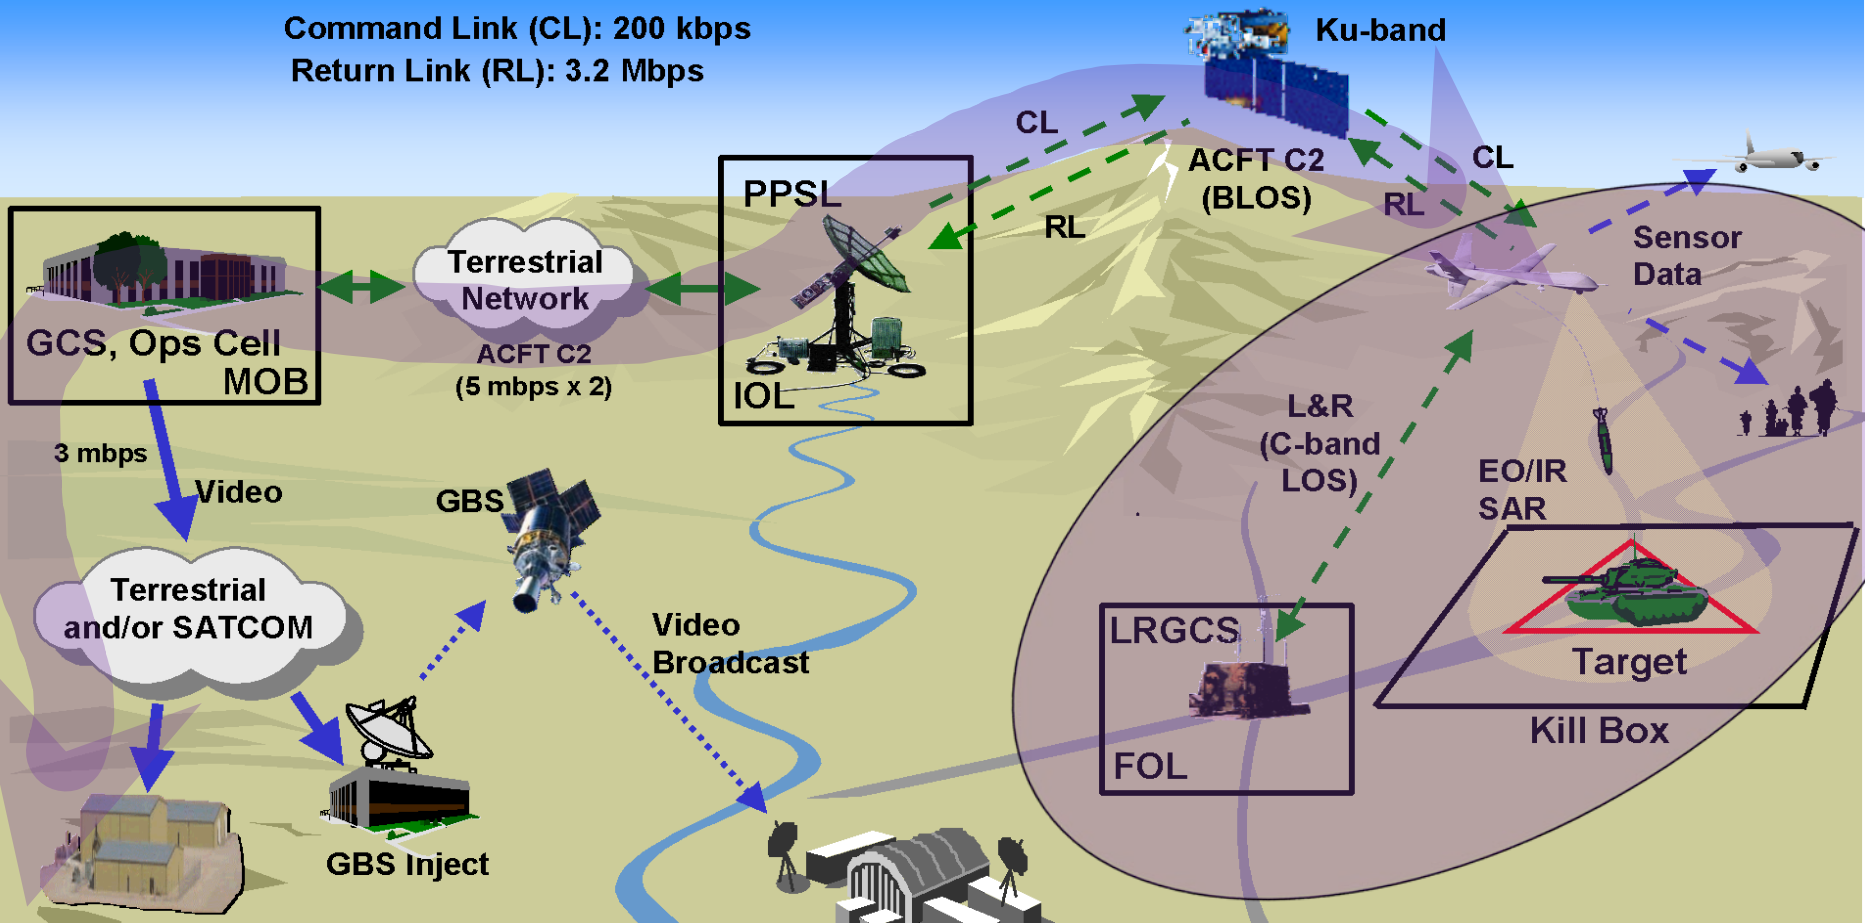 Command Link (CL): 200 kbps
Return Link (RL): 3.2 Mbps
Ku-band
CL
CL
ACFT C2
(BLOS)
RL
RL
PPSL
IOL
Terrestrial
Network
ACFT C2
(5 mbps x 2)
GCS, Ops Cell
MOB
Sensor
Data
3 mbps
Video
GBS
L&R
(C-band
LOS)
EO/IR
SAR
Terrestrial
and/or SATCOM
Video
Broadcast
LRGCS
FOL
Target
Kill Box
GBS Inject